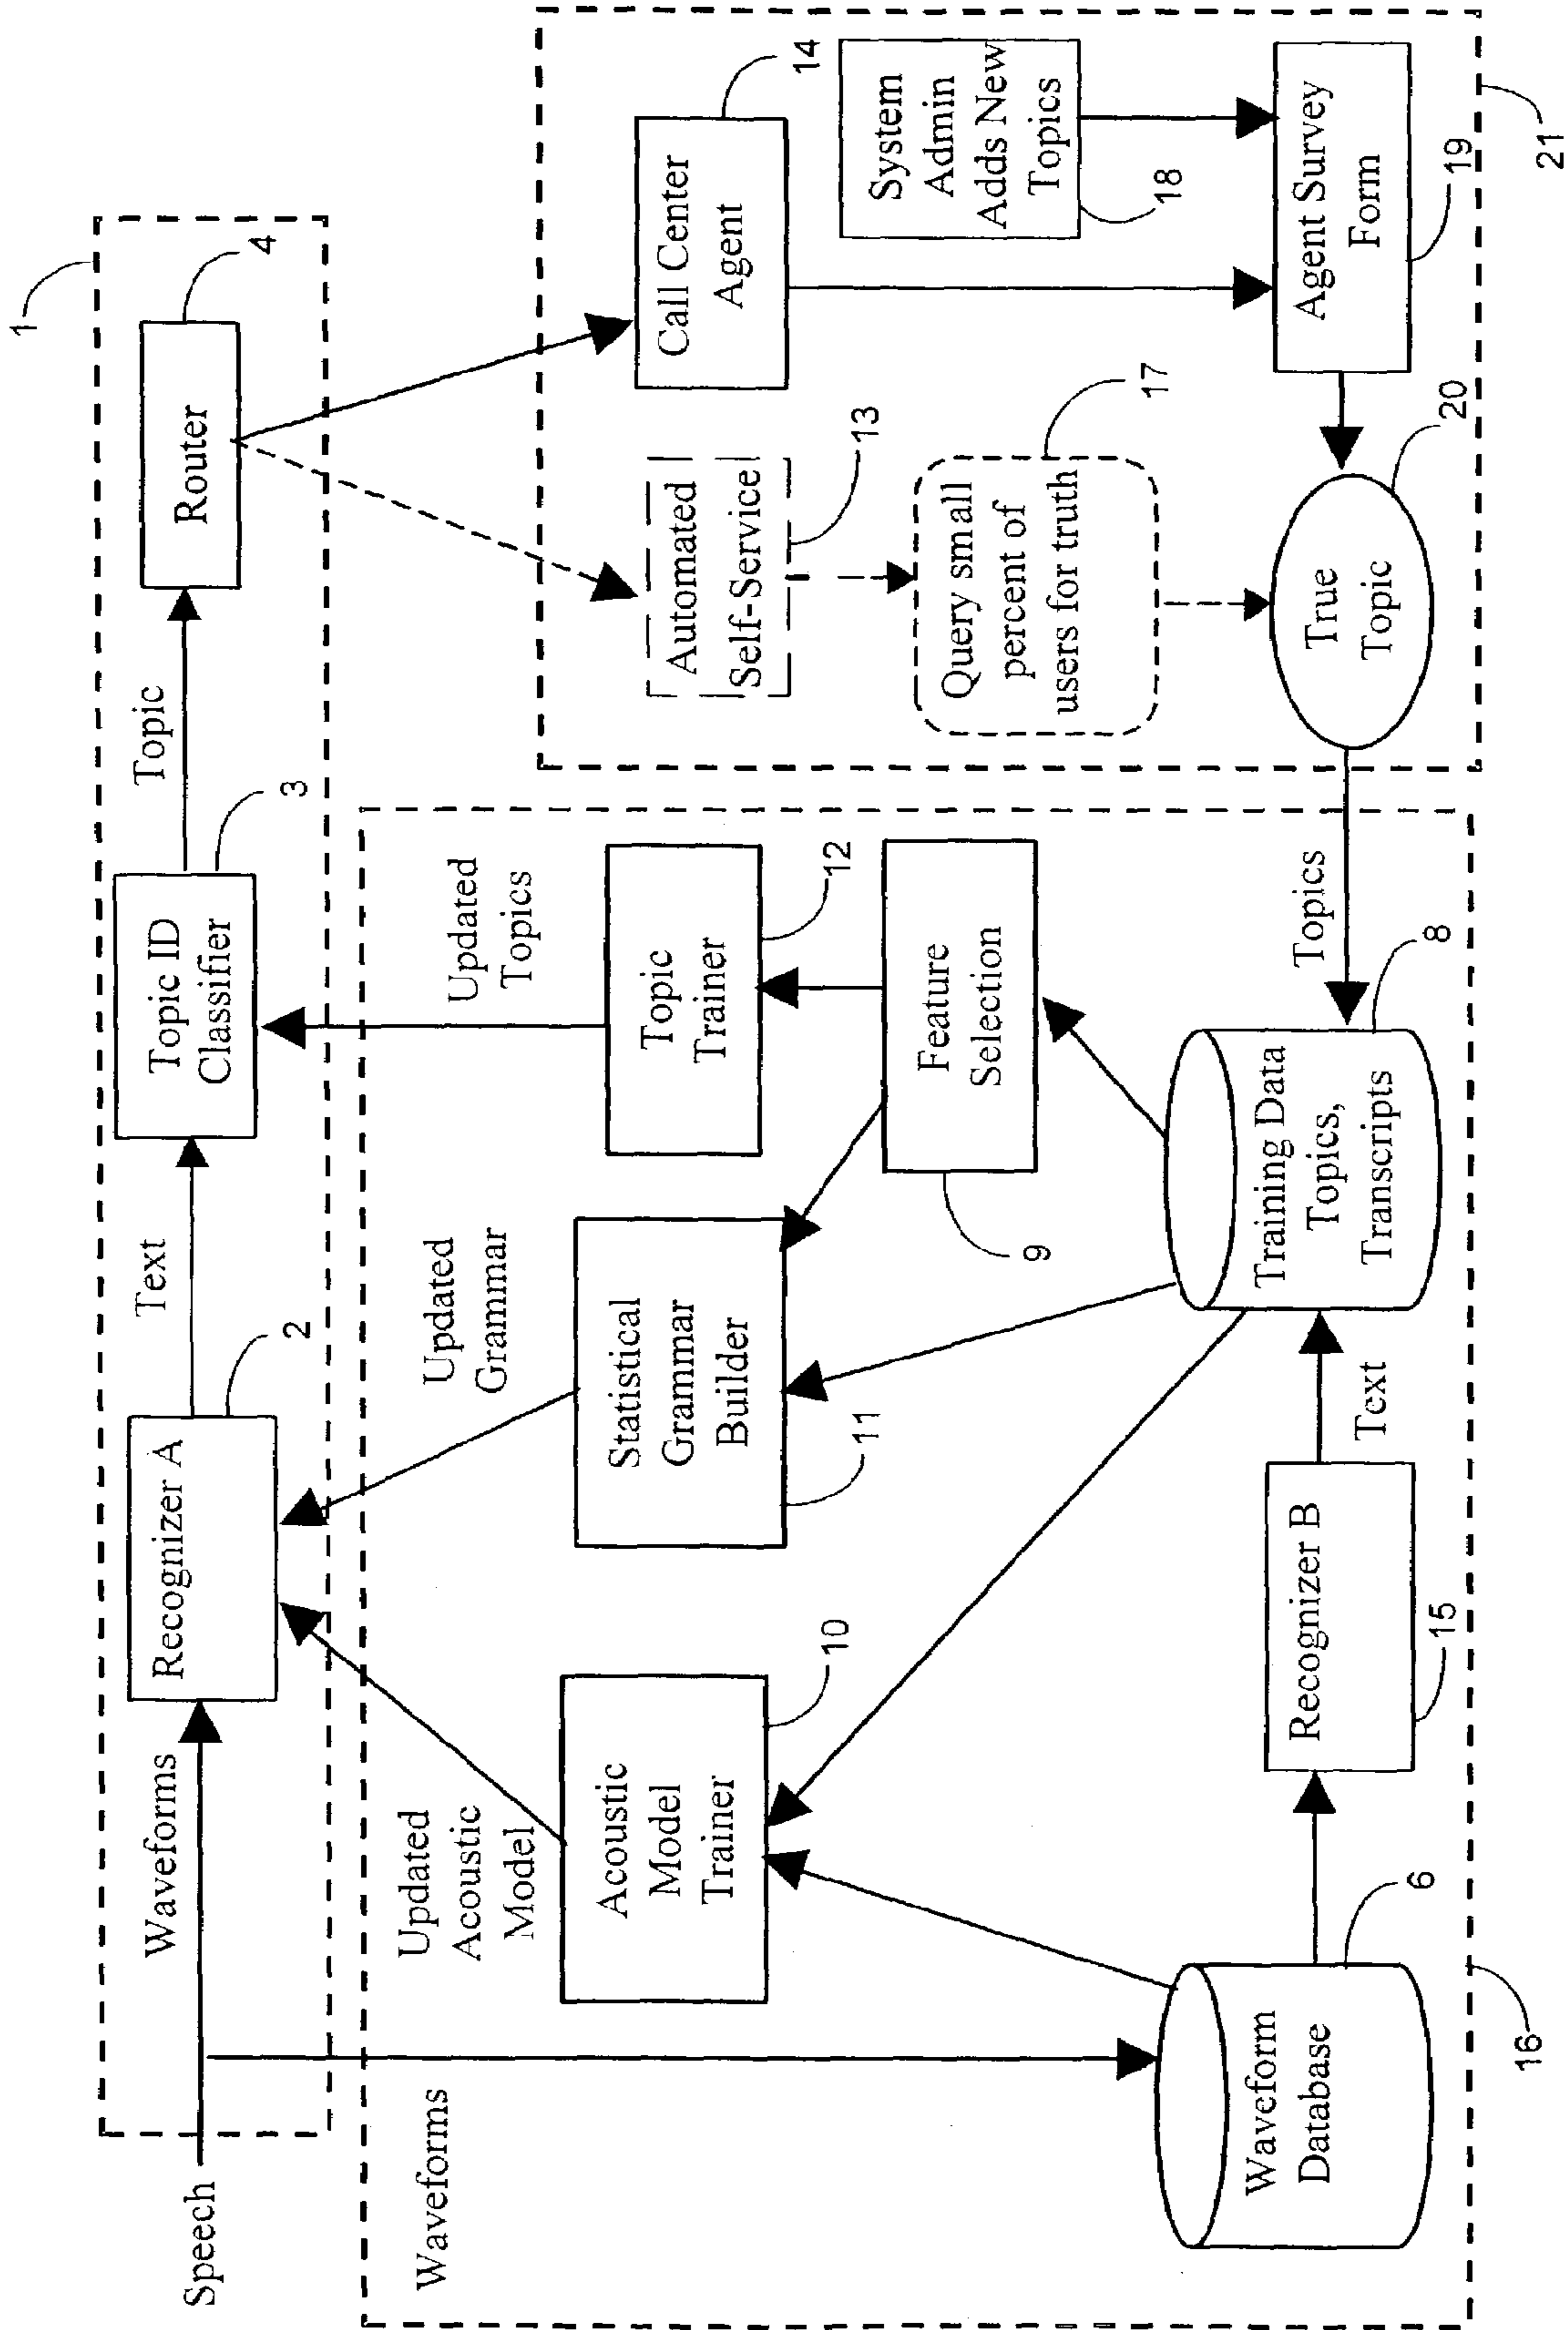 1
Speech
Waveforms
Recognizer A
2
Text
Topic ID
Classifier
3
Topic
Router
4
Waveforms
Updated
Acoustic
Model
Updated
Grammar
Updated
Topics
Acoustic
Model
Trainer
10
Statistical
Grammar
Builder
11
Topic
Trainer
12
Feature
Selection
9
Waveform
Database
6
Recognizer B
15
Text
Training Data
Topics,
Transcripts
8
Topics
16
Automated
Self-Service
13
Call Center
Agent
14
Query small
percent of
users for truth
17
System
Admin
Adds New
Topics
18
True
Topic
20
Agent Survey
Form
19
21